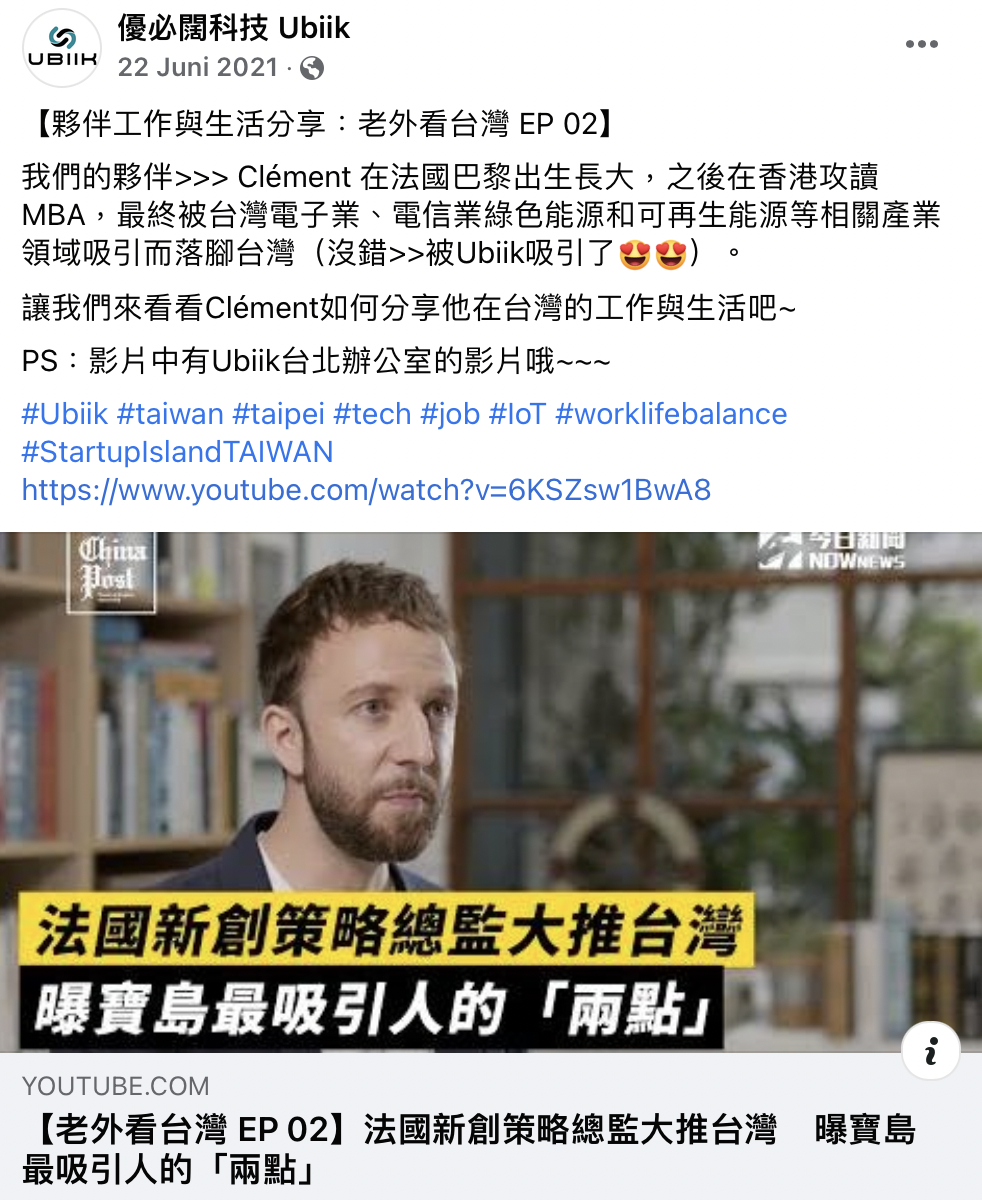 UBIIK
優必闊科技 Ubiik
22 Juni 2021 ·
【夥伴工作與生活分享：老外看台灣 EP 02】
我們的夥伴>>> Clément 在法國巴黎出生長大，之後在香港攻讀
MBA，最終被台灣電子業、電信業綠色能源和可再生能源等相關產業
領域吸引而落腳台灣（沒錯>>被Ubiik吸引了😍😍）。
讓我們來看看Clément如何分享他在台灣的工作與生活吧~
PS：影片中有Ubiik台北辦公室的影片哦~~~
#Ubiik #taiwan #taipei #tech #job #IoT #worklifebalance
#StartupIslandTAIWAN
https://www.youtube.com/watch?v=6KSZsw1BwA8
China
Post
今日新聞
NOWNEWS
法國新創策略總監大推台灣
曝寶島最吸引人的「兩點」
YOUTUBE.COM
【老外看台灣 EP 02】法國新創策略總監大推台灣　曝寶島
最吸引人的「兩點」